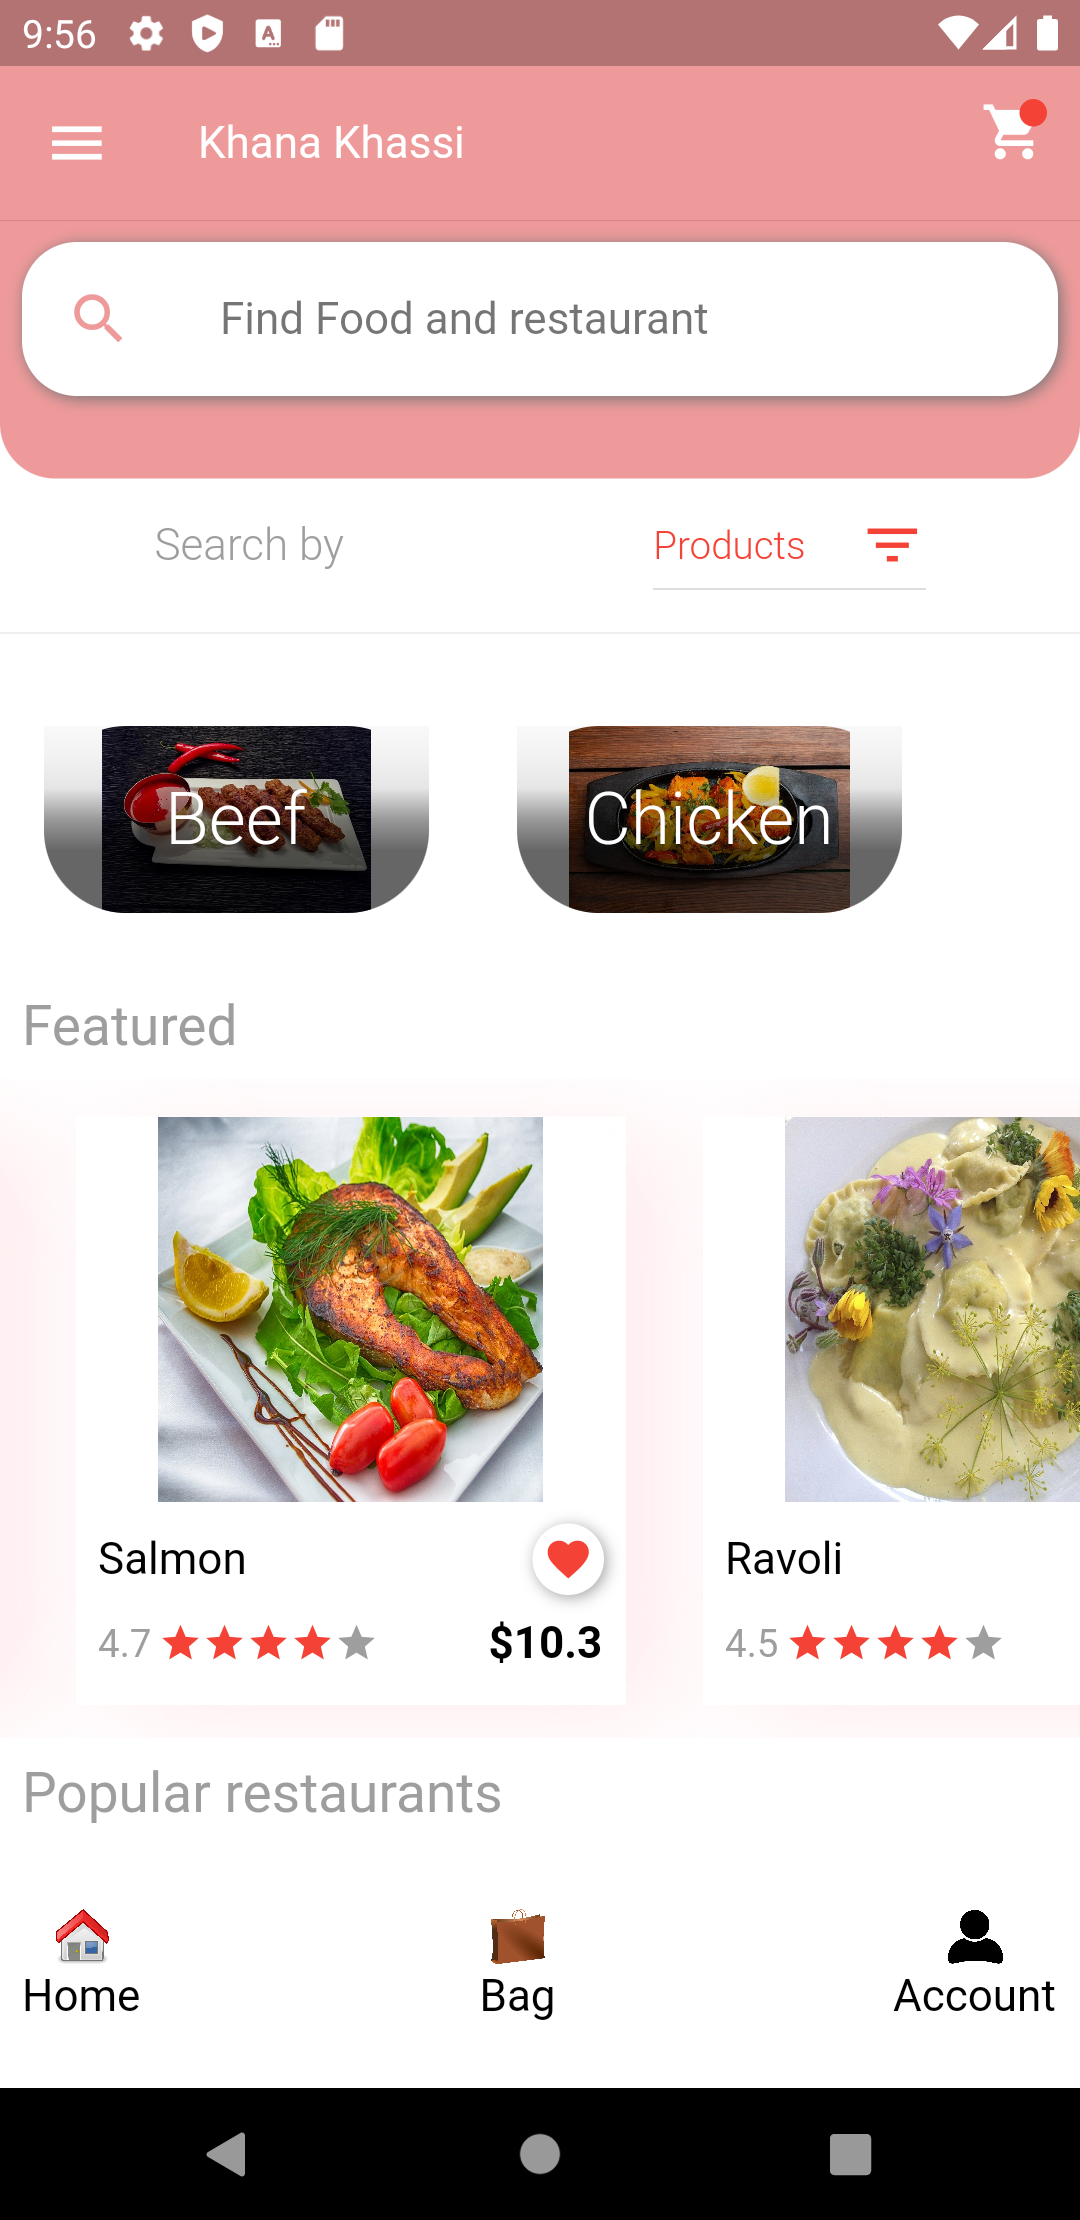 9:56
Khana Khassi
Find Food and restaurant
Search by
Products
Beef
Chicken
Featured
Salmon
Ravoli
4.7
$10.3
4.5
Popular restaurants
Home
Bag
Account